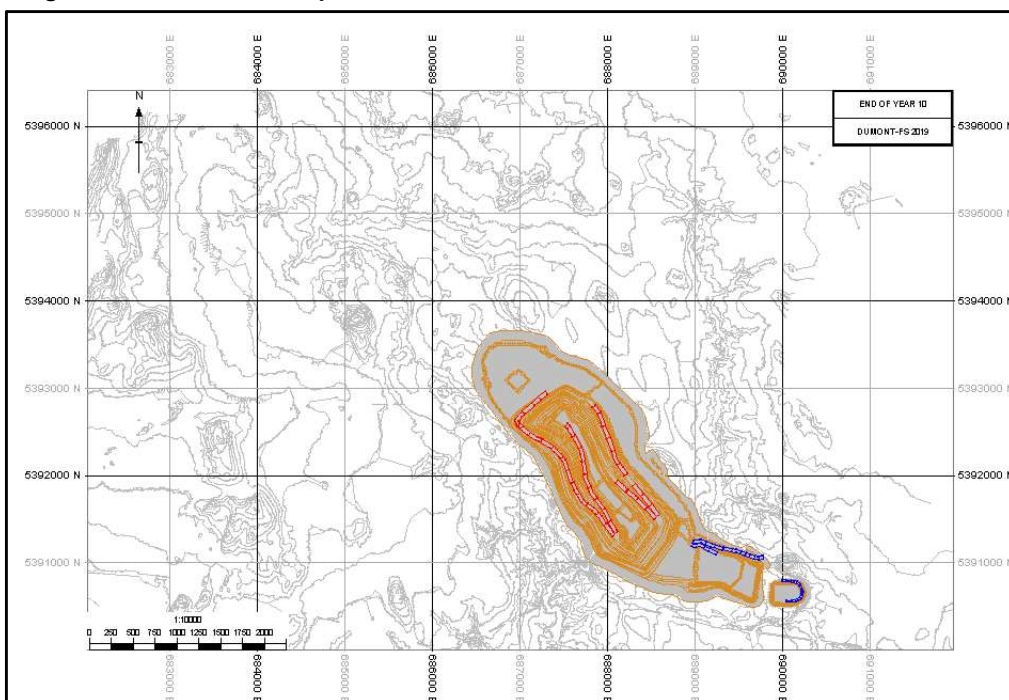 683000 E
684000 E
685000 E
686000 E
687000 E
688000 E
689000 E
690000 E
691000 E
N
END OF YEAR 10
DUMONT-FS 2019
5396000 N
5396000 N
5395000 N
5395000 N
5394000 N
5394000 N
5393000 N
5393000 N
5392000 N
5392000 N
5391000 N
5391000 N
1:10000
0 250 500 750 1000 1250 1500 1750 2000